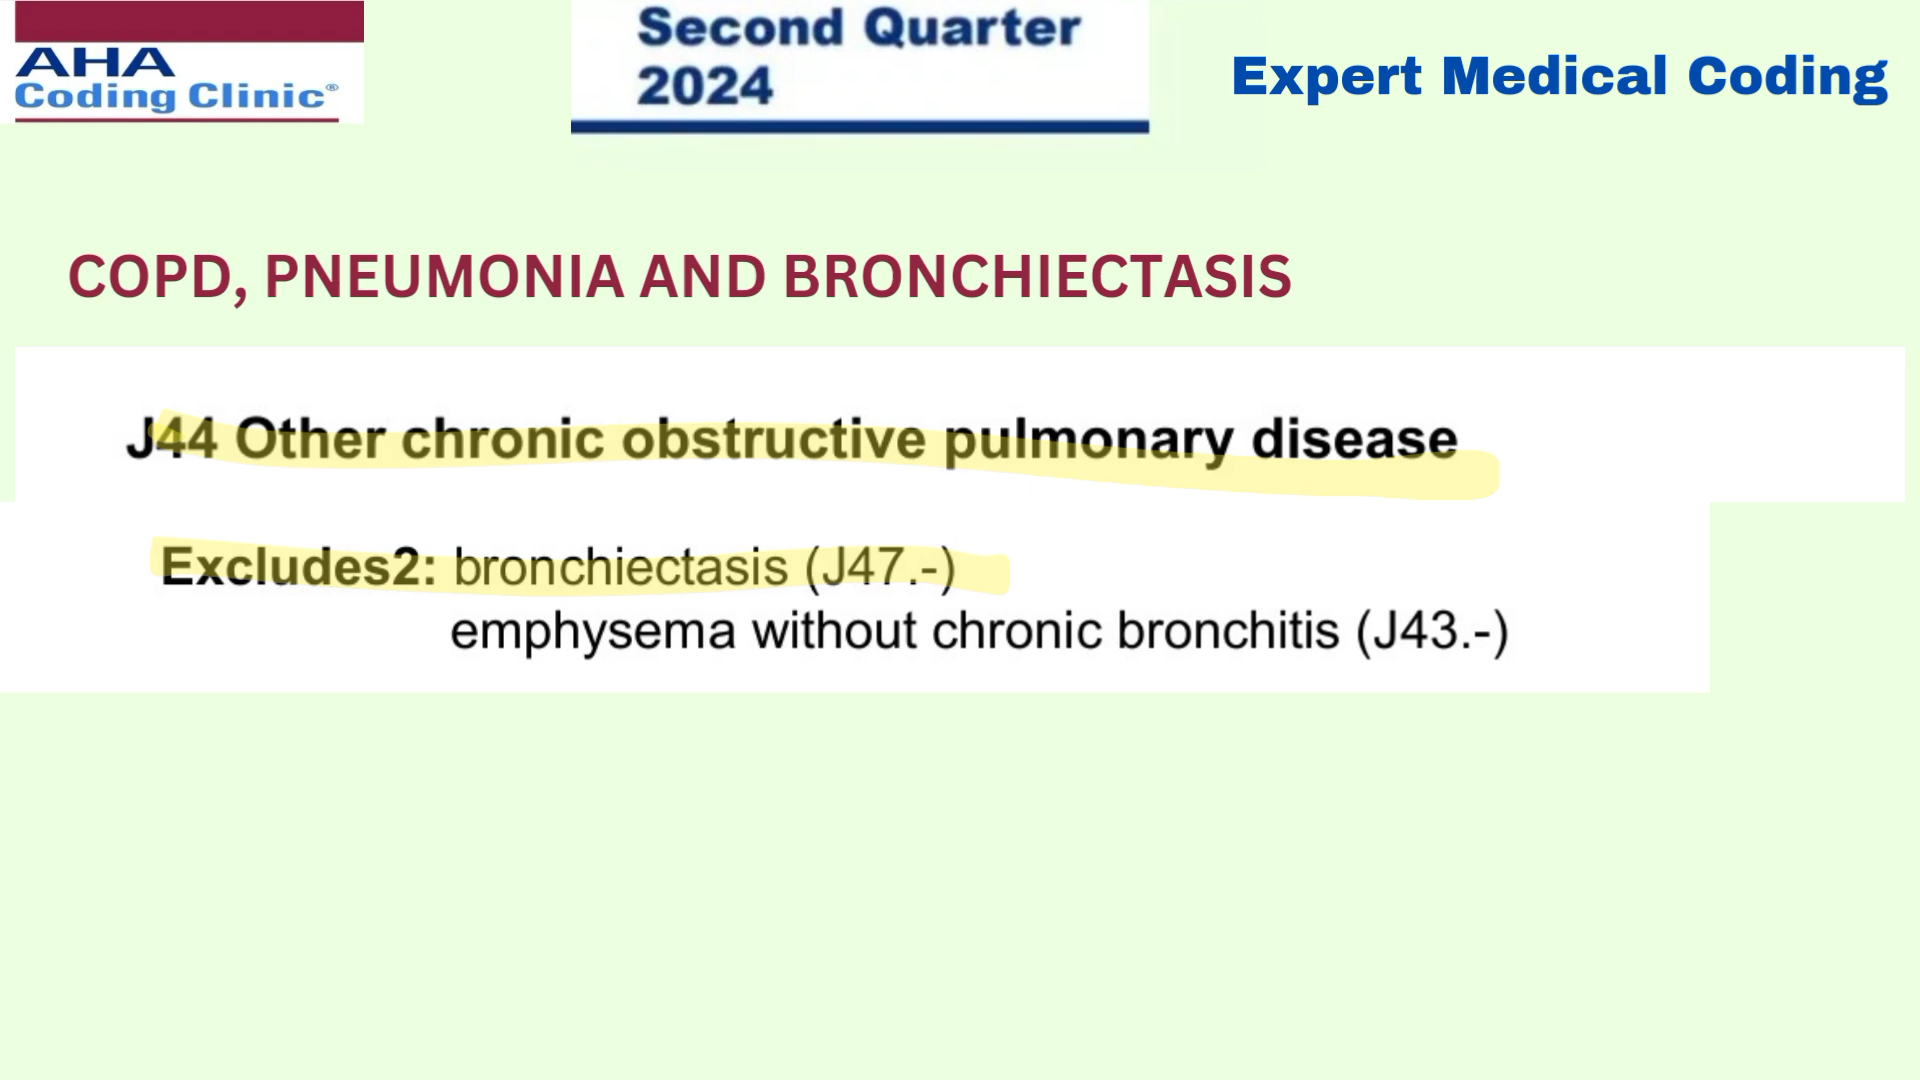 AHA
Coding Clinic®
Second Quarter
2024
Expert Medical Coding
COPD, PNEUMONIA AND BRONCHIECTASIS
J44 Other chronic obstructive pulmonary disease
Excludes2: bronchiectasis (J47.-)
emphysema without chronic bronchitis (J43.-)